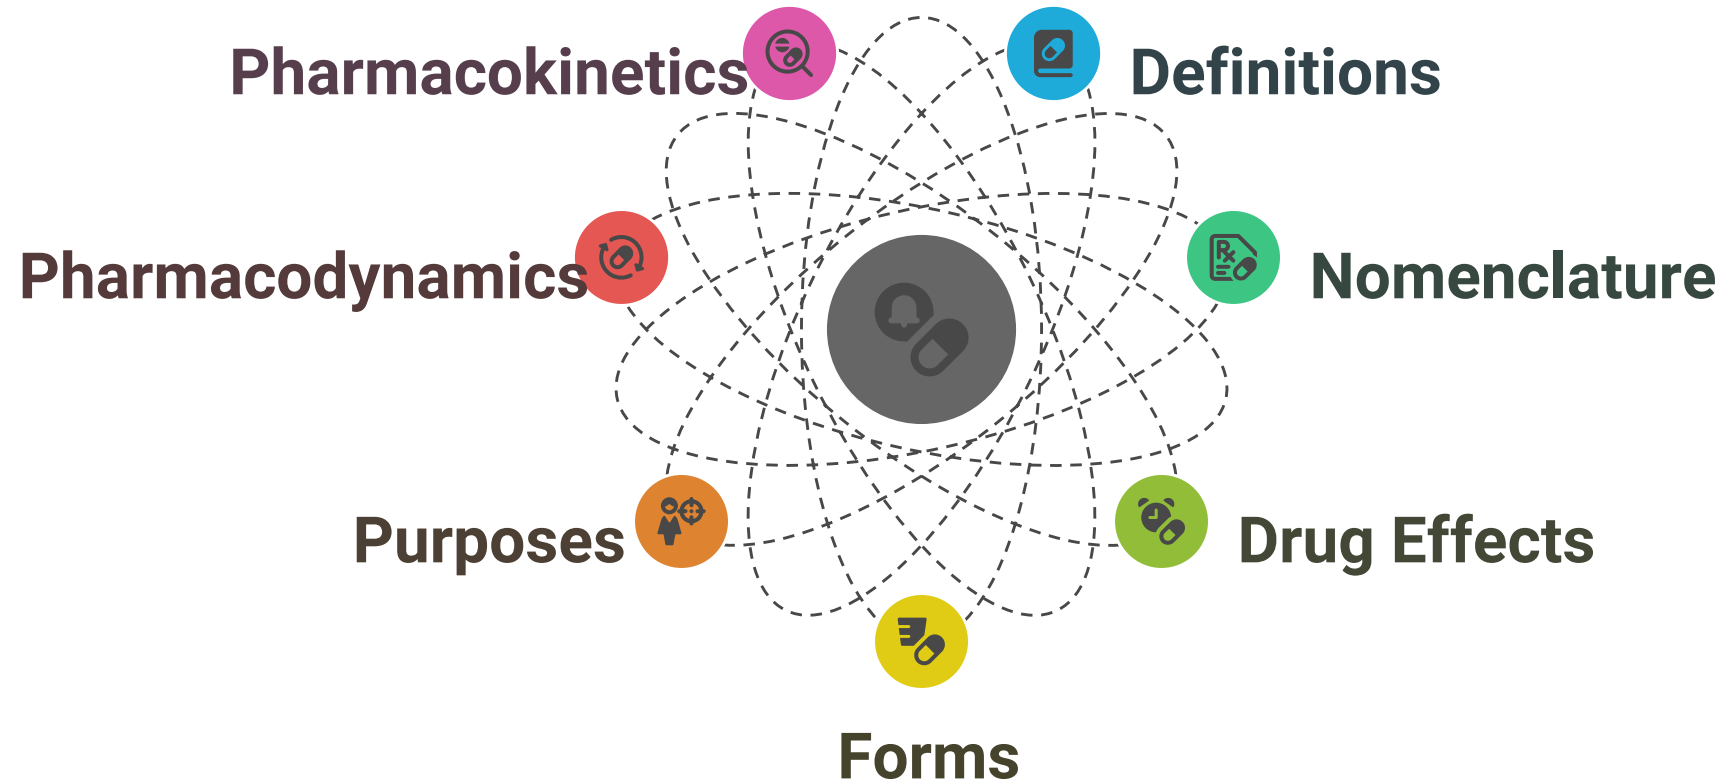 Pharmacokinetics
Definitions
Pharmacodynamics
Nomenclature
Purposes
Drug Effects
Forms